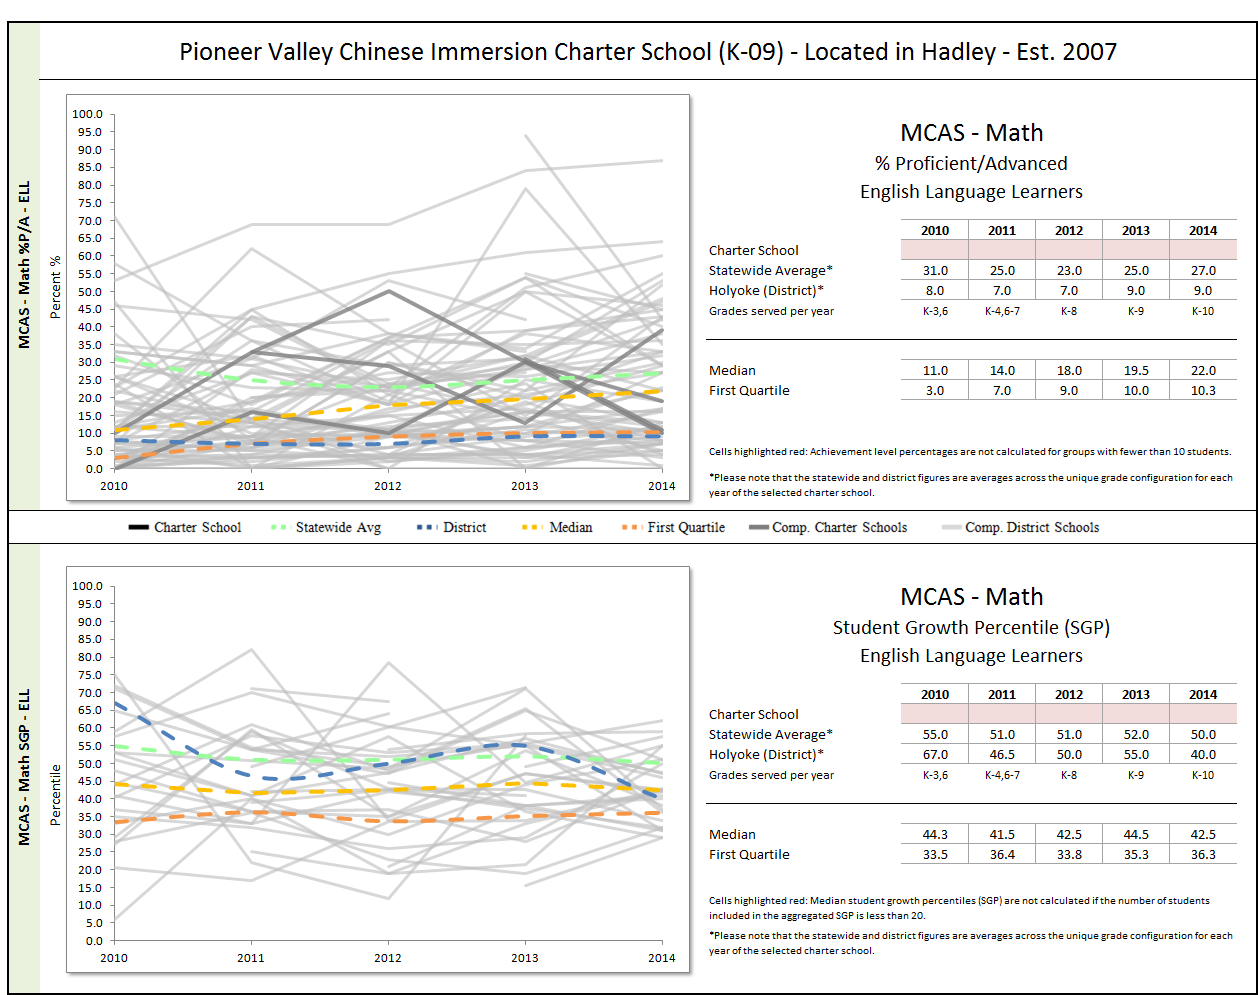 Pioneer Valley Chinese Immersion Charter School (K-09) - Located in Hadley - Est. 2007
MCAS - Math %P/A - ELL
Percent %
100.0
95.0
90.0
85.0
80.0
75.0
70.0
65.0
60.0
55.0
50.0
45.0
40.0
35.0
30.0
25.0
20.0
15.0
10.0
5.0
0.0
2010 2011 2012 2013 2014
MCAS - Math
% Proficient/Advanced
English Language Learners
2010 2011 2012 2013 2014
Charter School
Statewide Average* 31.0 25.0 23.0 25.0 27.0
Holyoke (District)* 8.0 7.0 7.0 9.0 9.0
Grades served per year K-3,6 K-4,6-7 K-8 K-9 K-10
Median 11.0 14.0 18.0 19.5 22.0
First Quartile 3.0 7.0 9.0 10.0 10.3
Cells highlighted red: Achievement level percentages are not calculated for groups with fewer than 10 students.
*Please note that the statewide and district figures are averages across the unique grade configuration for each
year of the selected charter school.
Charter School Statewide Avg District Median First Quartile Comp. Charter Schools Comp. District Schools
MCAS - Math SGP - ELL
Percentile
100.0
95.0
90.0
85.0
80.0
75.0
70.0
65.0
60.0
55.0
50.0
45.0
40.0
35.0
30.0
25.0
20.0
15.0
10.0
5.0
0.0
2010 2011 2012 2013 2014
MCAS - Math
Student Growth Percentile (SGP)
English Language Learners
2010 2011 2012 2013 2014
Charter School
Statewide Average* 55.0 51.0 51.0 52.0 50.0
Holyoke (District)* 67.0 46.5 50.0 55.0 40.0
Grades served per year K-3,6 K-4,6-7 K-8 K-9 K-10
Median 44.3 41.5 42.5 44.5 42.5
First Quartile 33.5 36.4 33.8 35.3 36.3
Cells highlighted red: Median student growth percentiles (SGP) are not calculated if the number of students
included in the aggregated SGP is less than 20.
*Please note that the statewide and district figures are averages across the unique grade configuration for each
year of the selected charter school.